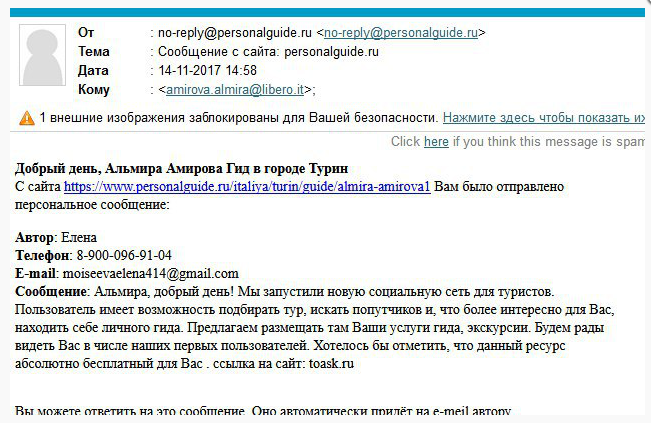 От : no-reply@personalguide.ru <no-reply@personalguide.ru>
Тема : Сообщение с сайта: personalguide.ru
Дата : 14-11-2017 14:58
Кому : <amirova.almira@libero.it>;
1 внешние изображения заблокированы для Вашей безопасности. Нажмите здесь чтобы показать их
Click here if you think this message is spam
Добрый день, Альмира Амирова Гид в городе Турин
С сайта https://www.personalguide.ru/italiya/turin/guide/almira-amirova1 Вам было отправлено
персональное сообщение:
Автор: Елена
Телефон: 8-900-096-91-04
E-mail: moiseevaelena414@gmail.com
Сообщение: Альмира, добрый день! Мы запустили новую социальную сеть для туристов.
Пользователь имеет возможность подбирать тур, искать попутчиков и, что более интересно для Вас,
находить себе личного гида. Предлагаем размещать там Ваши услуги гида, экскурсии. Будем рады
видеть Вас в числе наших первых пользователей. Хотелось бы отметить, что данный ресурс
абсолютно бесплатный для Вас . ссылка на сайт: toask.ru
Вы можете ответить на это сообщение. Оно автоматически придёт на e-meil автору